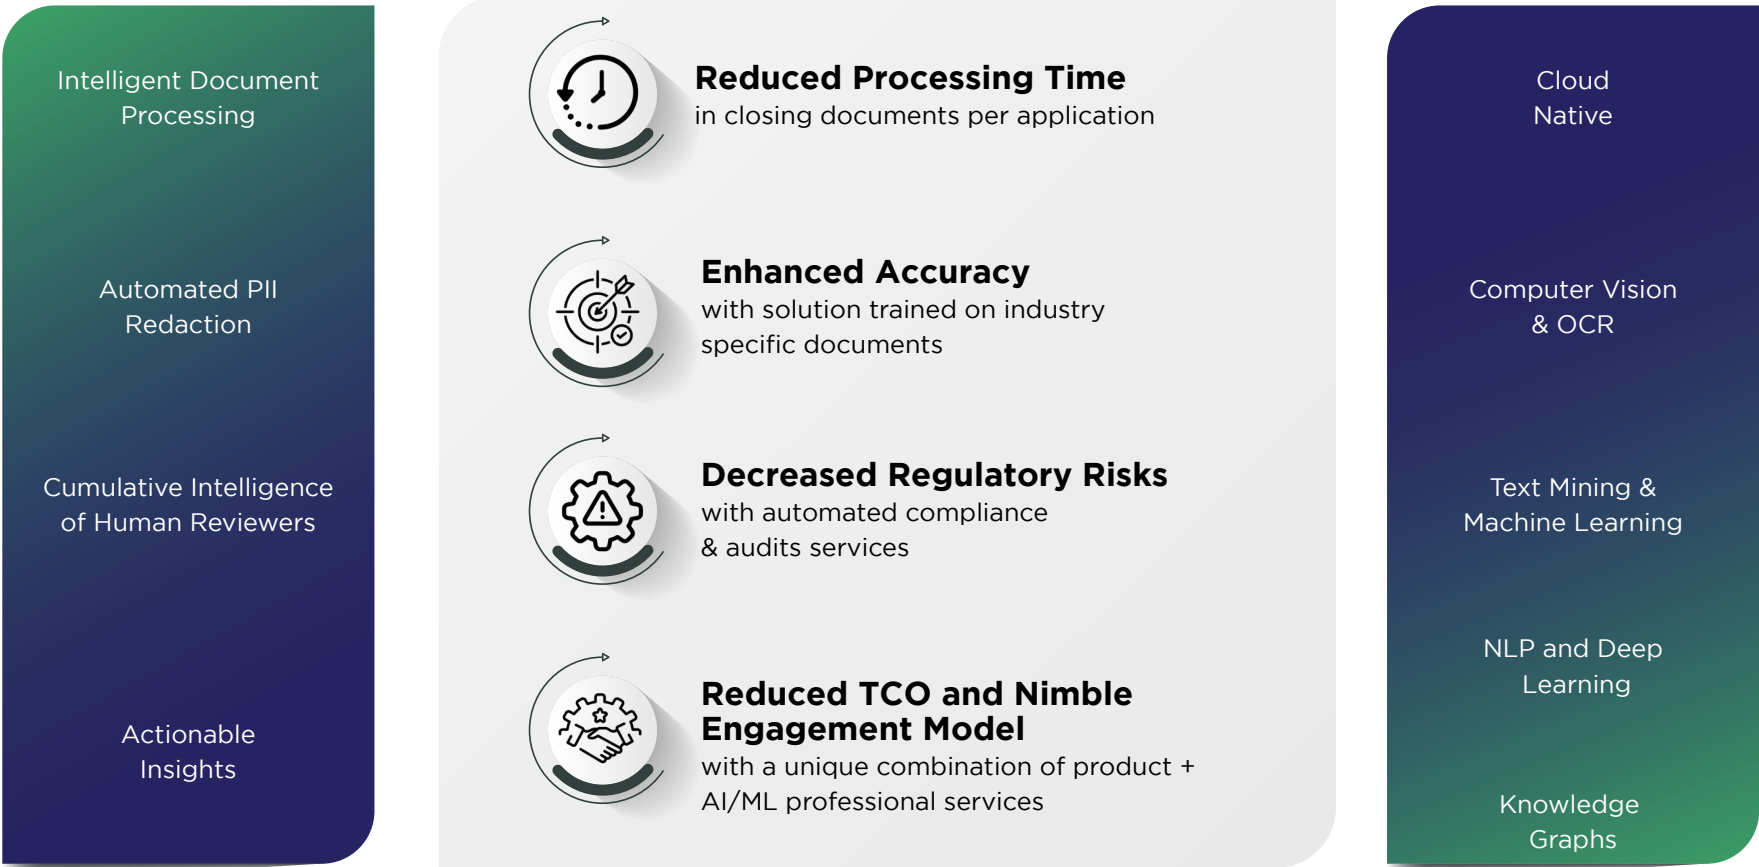 Intelligent Document
Processing
Automated PII
Redaction
Cumulative Intelligence
of Human Reviewers
Actionable
Insights
Reduced Processing Time
in closing documents per application
Enhanced Accuracy
with solution trained on industry
specific documents
Decreased Regulatory Risks
with automated compliance
& audits services
Reduced TCO and Nimble
Engagement Model
with a unique combination of product +
AI/ML professional services
Cloud
Native
Computer Vision
& OCR
Text Mining &
Machine Learning
NLP and Deep
Learning
Knowledge
Graphs